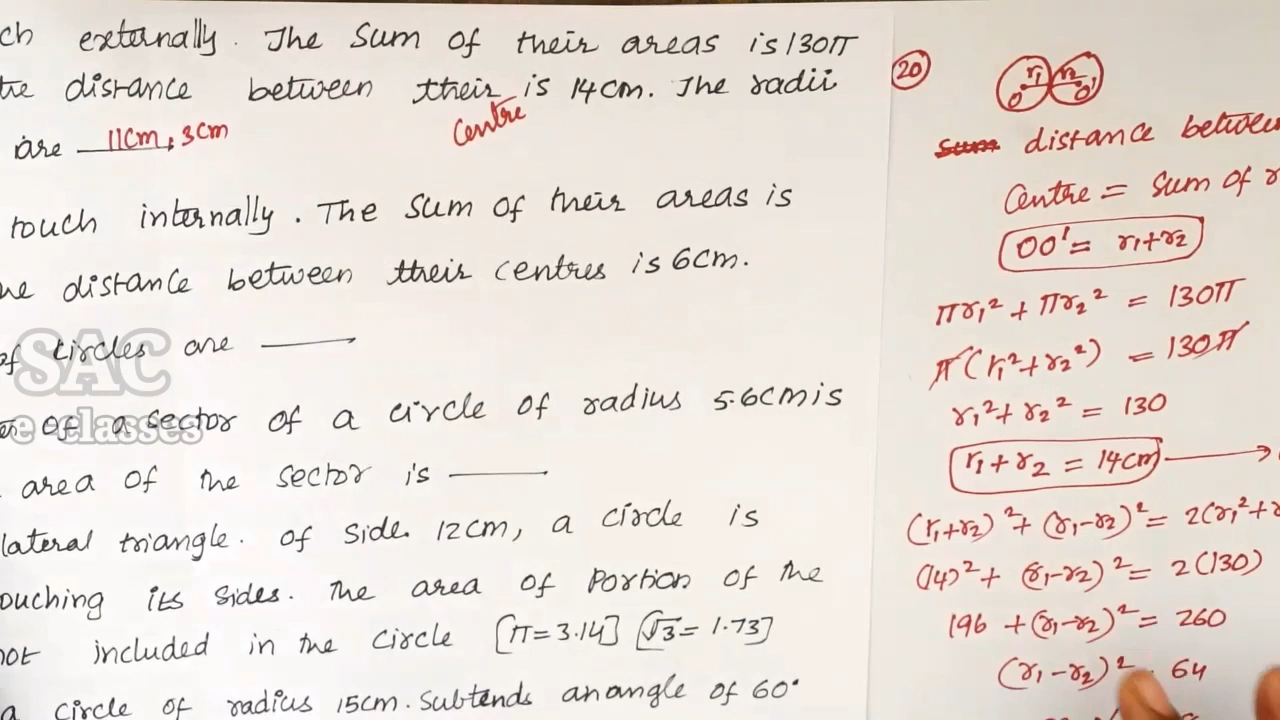 ch externally. The sum of their areas is 130π
the distance between their is 14cm. The radii
centre
are 11cm, 3cm
touch internally. The sum of their areas is
distance between their centres is 6cm.
of circles are
SAC
of a sector of a circle of radius 5.6cm is
e classes
area of the sector is
lateral triangle. of side. 12cm, a circle is
ouching its sides. The area of Portion of the
not included in the circle [π=3.14] [√3=1.73]
a circle of radius 15cm. Subtends an angle of 60°
20
r1 r2
O O'
Sum distance between
Centre = Sum of r
OO' = r1+r2
πr1² + πr2² = 130π
π(r1²+r2²) = 130π
r1²+r2² = 130
r1+r2 = 14cm
(r1+r2)²+(r1-r2)² = 2(r1²+r
(14)²+ (r1-r2)² = 2(130)
196 +(r1-r2)² = 260
(r1-r2)² 64